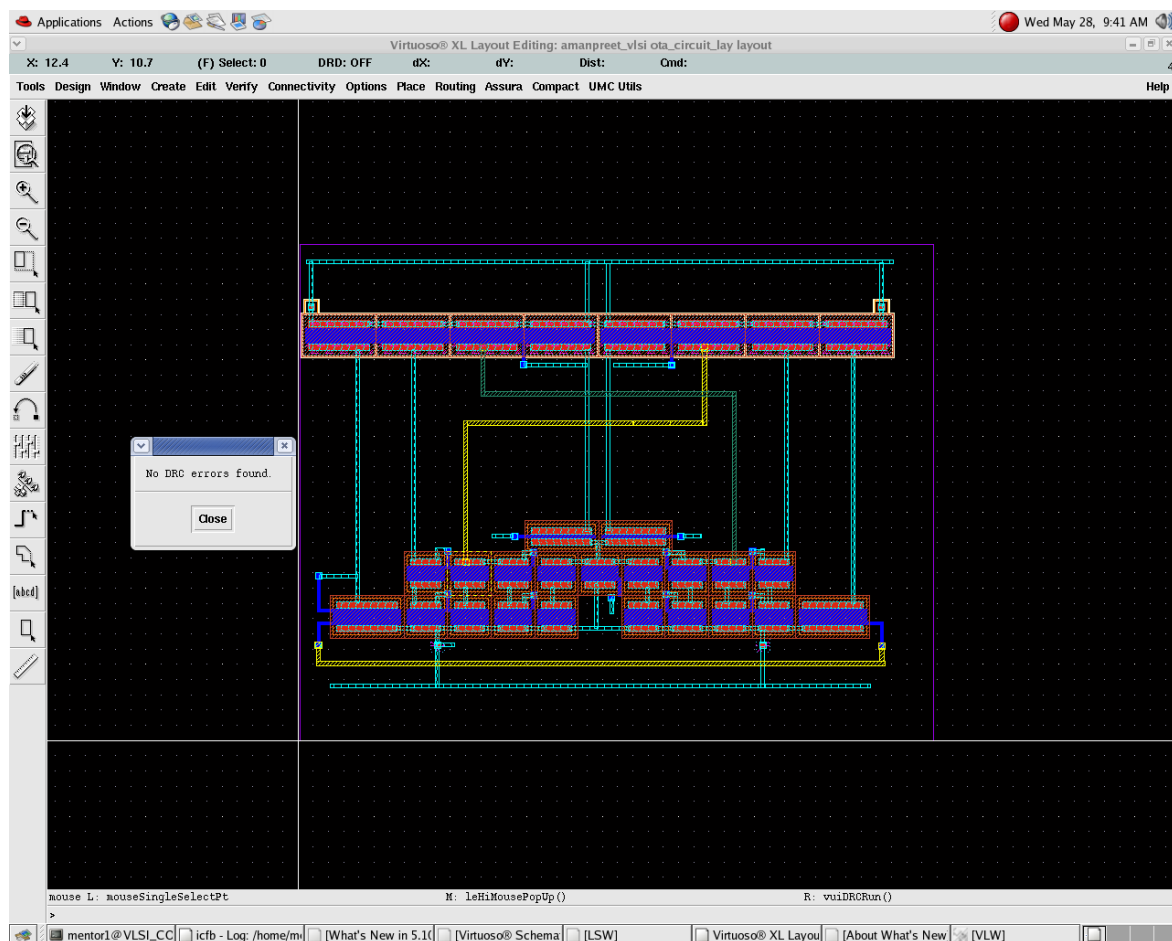 Applications Actions Wed May 28, 9:41 AM
Virtuoso® XL Layout Editing: amanpreet_vlsi ota_circuit_lay layout
X: 12.4 Y: 10.7 (F) Select: 0 DRD: OFF dX: dY: Dist: Cmd: 4
Tools Design Window Create Edit Verify Connectivity Options Place Routing Assura Compact UMC Utils Help
No DRC errors found.
Close
[abcd]
mouse L: mouseSingleSelectPt M: leHiMousePopUp() R: vuiDRCRun()
>
mentor1@VLSI_CC icfb - Log: /home/m [What's New in 5.1( [Virtuoso® Schema [LSW] Virtuoso® XL Layou [About What's New [VLW]